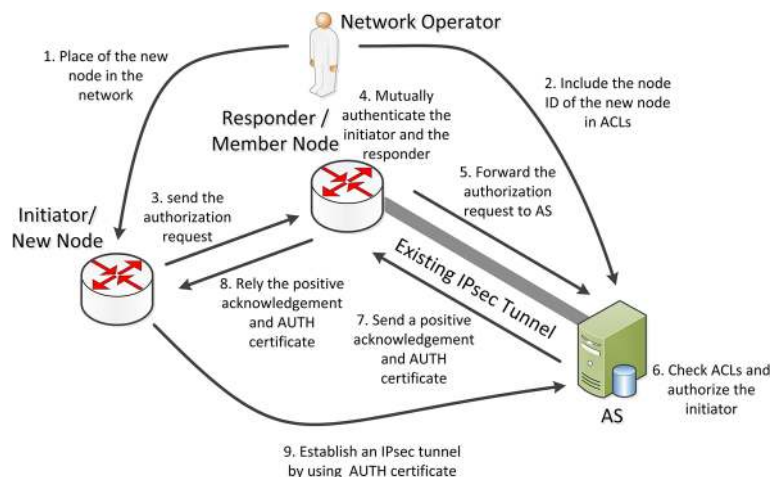 Network Operator
1. Place of the new
node in the
network
2. Include the node
ID of the new node
in ACLs
Responder /
Member Node
4. Mutually
authenticate the
initiator and the
responder
5. Forward the
authorization
request to AS
3. send the
authorization
request
Initiator/
New Node
Existing IPsec Tunnel
8. Rely the positive
acknowledgement
and AUTH
certificate
7. Send a positive
acknowledgement
and AUTH
certificate
6. Check ACLs and
authorize the
initiator
AS
9. Establish an IPsec tunnel
by using AUTH certificate